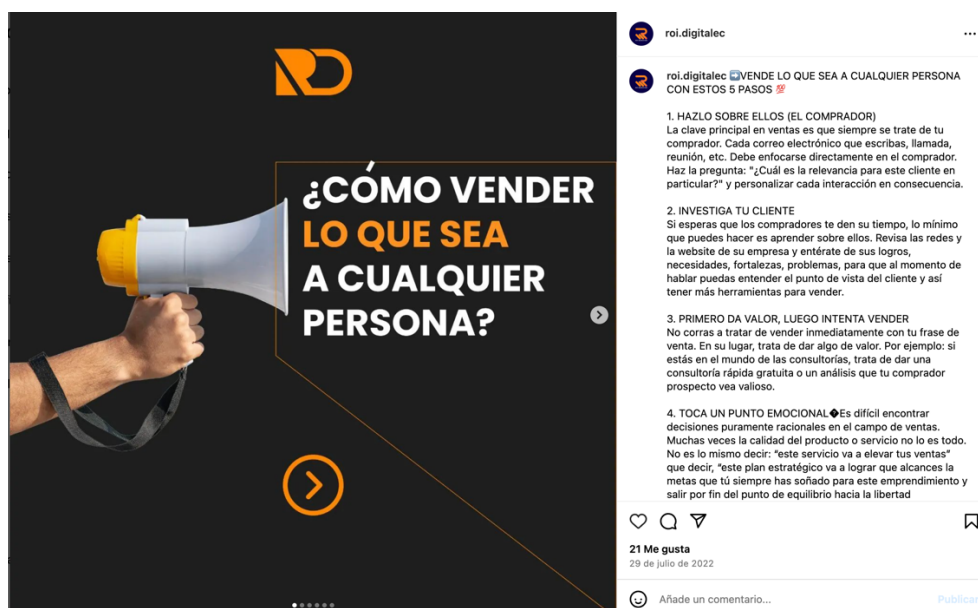 RD
¿CÓMO VENDER
LO QUE SEA
A CUALQUIER
PERSONA?
roi.digitalec
roi.digitalec ➡️VENDE LO QUE SEA A CUALQUIER PERSONA
CON ESTOS 5 PASOS 💯
1. HAZLO SOBRE ELLOS (EL COMPRADOR)
La clave principal en ventas es que siempre se trate de tu
comprador. Cada correo electrónico que escribas, llamada,
reunión, etc. Debe enfocarse directamente en el comprador.
Haz la pregunta: "¿Cuál es la relevancia para este cliente en
particular?" y personalizar cada interacción en consecuencia.
2. INVESTIGA TU CLIENTE
Si esperas que los compradores te den su tiempo, lo mínimo
que puedes hacer es aprender sobre ellos. Revisa las redes y
la website de su empresa y entérate de sus logros,
necesidades, fortalezas, problemas, para que al momento de
hablar puedas entender el punto de vista del cliente y así
tener más herramientas para vender.
3. PRIMERO DA VALOR, LUEGO INTENTA VENDER
No corras a tratar de vender inmediatamente con tu frase de
venta. En su lugar, trata de dar algo de valor. Por ejemplo: si
estás en el mundo de las consultorías, trata de dar una
consultoría rápida gratuita o un análisis que tu comprador
prospecto vea valioso.
4. TOCA UN PUNTO EMOCIONAL�Es difícil encontrar
decisiones puramente racionales en el campo de ventas.
Muchas veces la calidad del producto o servicio no lo es todo.
No es lo mismo decir: “este servicio va a elevar tus ventas”
que decir, “este plan estratégico va a lograr que alcances la
metas que tú siempre has soñado para este emprendimiento y
salir por fin del punto de equilibrio hacia la libertad
21 Me gusta
29 de julio de 2022
Añade un comentario...
Publicar